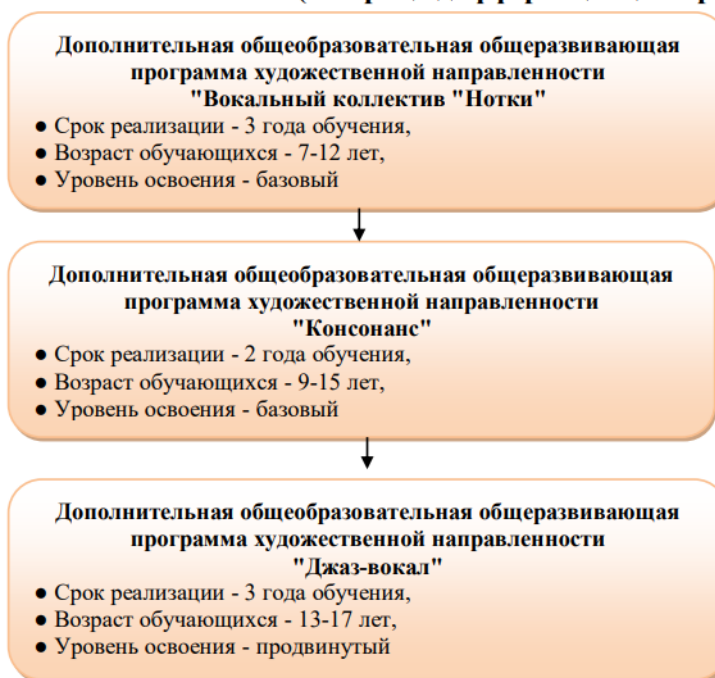 Дополнительная общеобразовательная общеразвивающая
программа художественной направленности
"Вокальный коллектив "Нотки"
● Срок реализации - 3 года обучения,
● Возраст обучающихся - 7-12 лет,
● Уровень освоения - базовый
Дополнительная общеобразовательная общеразвивающая
программа художественной направленности
"Консонанс"
● Срок реализации - 2 года обучения,
● Возраст обучающихся - 9-15 лет,
● Уровень освоения - базовый
Дополнительная общеобразовательная общеразвивающая
программа художественной направленности
"Джаз-вокал"
● Срок реализации - 3 года обучения,
● Возраст обучающихся - 13-17 лет,
● Уровень освоения - продвинутый